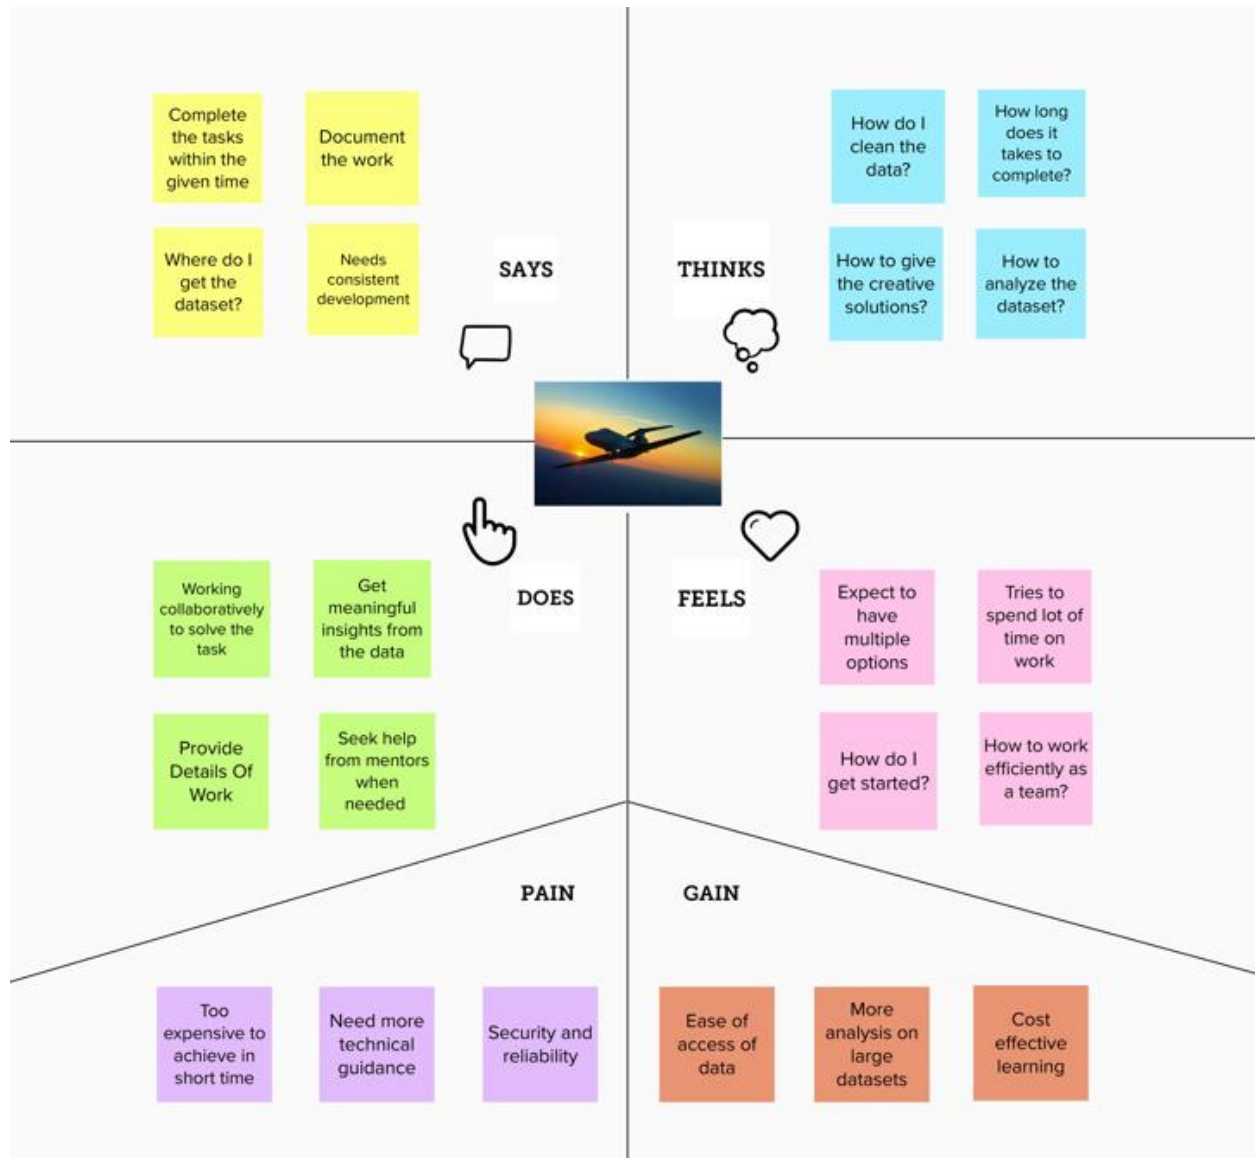 Complete
the tasks
within the
given time
Document
the work
Where do I
get the
dataset?
Needs
consistent
development
SAYS
THINKS
How do I
clean the
data?
How long
does it
takes to
complete?
How to give
the creative
solutions?
How to
analyze the
dataset?
Working
collaboratively
to solve the
task
Get
meaningful
insights from
the data
Provide
Details Of
Work
Seek help
from mentors
when
needed
DOES
FEELS
Expect to
have
multiple
options
Tries to
spend lot of
time on
work
How do I
get started?
How to work
efficiently as
a team?
PAIN
GAIN
Too
expensive to
achieve in
short time
Need more
technical
guidance
Security and
reliability
Ease of
access of
data
More
analysis on
large
datasets
Cost
effective
learning